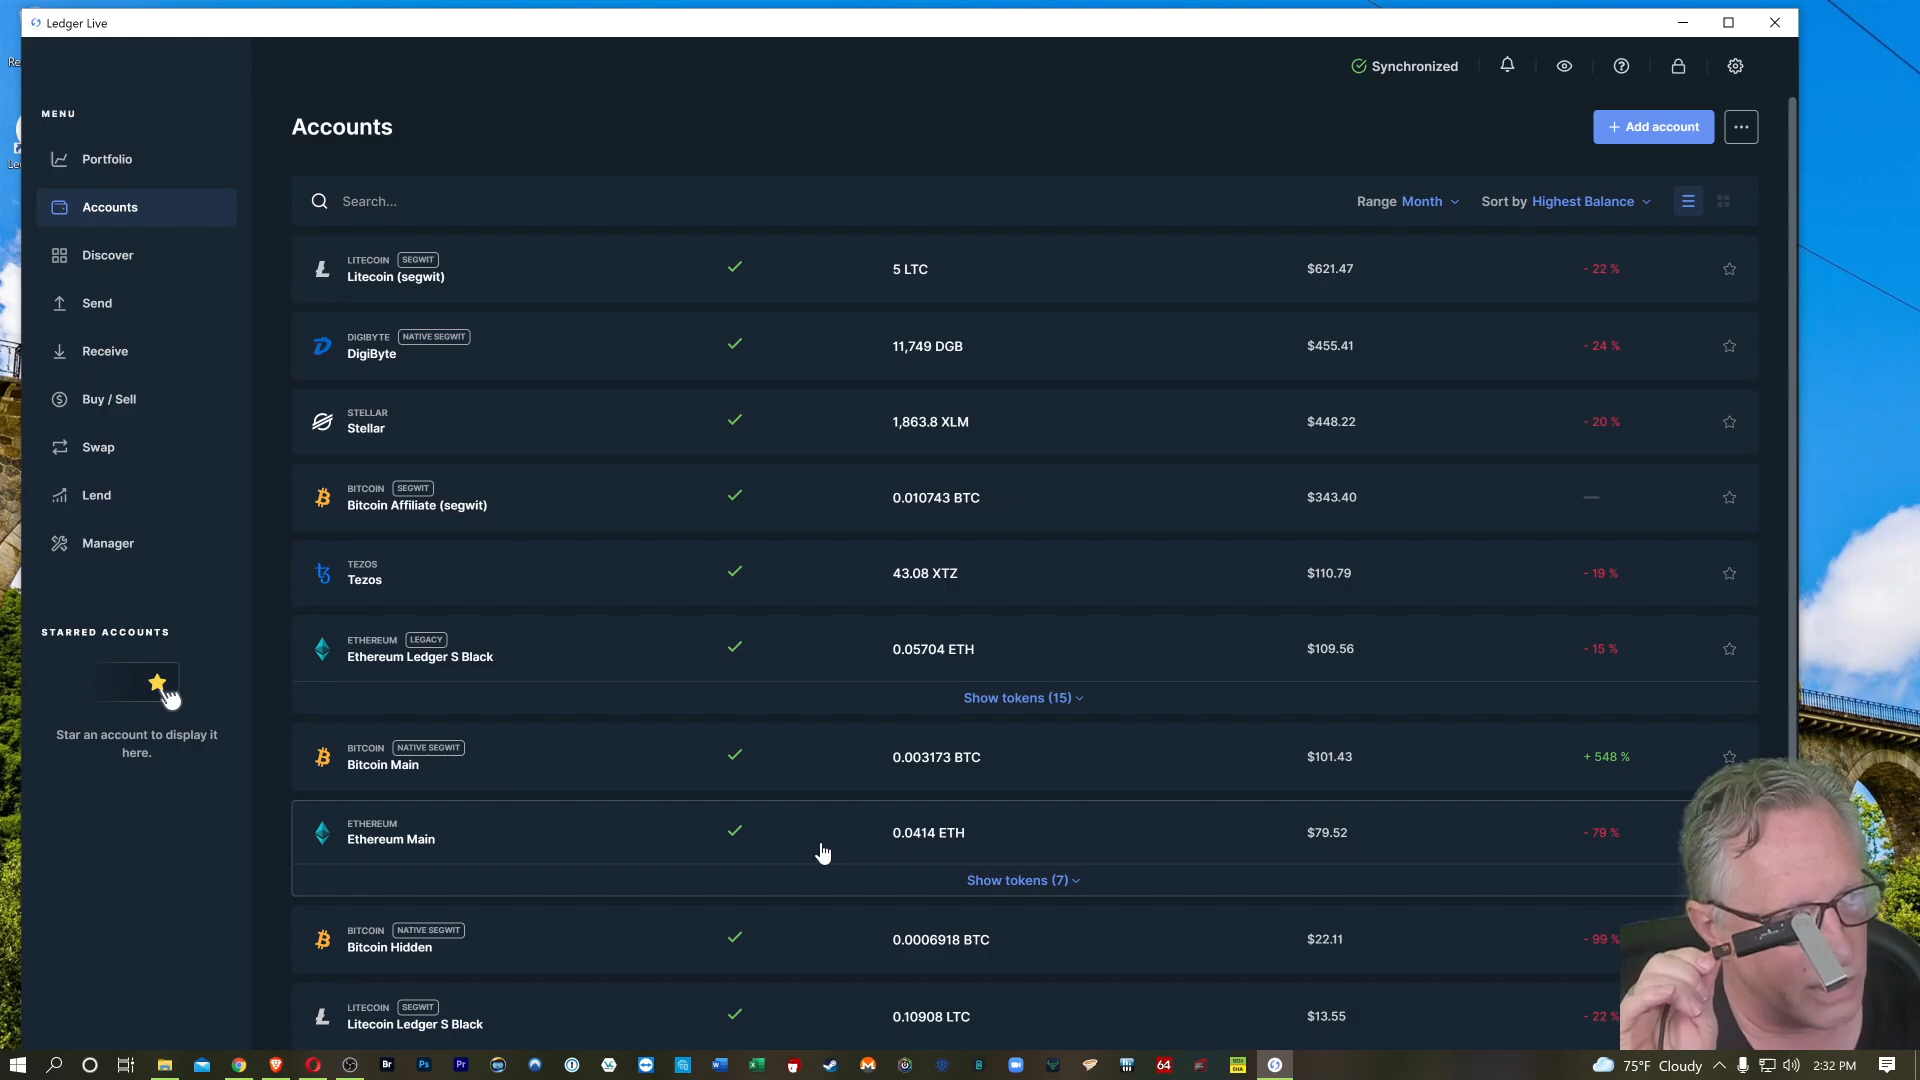 Ledger Live
Synchronized
MENU
Portfolio
Accounts
Discover
Send
Receive
Buy / Sell
Swap
Lend
Manager
STARRED ACCOUNTS
Star an account to display it
here.
Accounts
+ Add account
Search...
Range Month
Sort by Highest Balance
LITECOIN SEGWIT
Litecoin (segwit)
5 LTC
$621.47
- 22 %
DIGIBYTE NATIVE SEGWIT
DigiByte
11,749 DGB
$455.41
- 24 %
STELLAR
Stellar
1,863.8 XLM
$448.22
- 20 %
BITCOIN SEGWIT
Bitcoin Affiliate (segwit)
0.010743 BTC
$343.40
—
TEZOS
Tezos
43.08 XTZ
$110.79
- 19 %
ETHEREUM LEGACY
Ethereum Ledger S Black
0.05704 ETH
$109.56
- 15 %
Show tokens (15)
BITCOIN NATIVE SEGWIT
Bitcoin Main
0.003173 BTC
$101.43
+ 548 %
ETHEREUM
Ethereum Main
0.0414 ETH
$79.52
- 79 %
Show tokens (7)
BITCOIN NATIVE SEGWIT
Bitcoin Hidden
0.0006918 BTC
$22.11
- 99 %
LITECOIN SEGWIT
Litecoin Ledger S Black
0.10908 LTC
$13.55
- 22 %
Re
Br
Ps
Pr
64
75°F Cloudy
2:32 PM